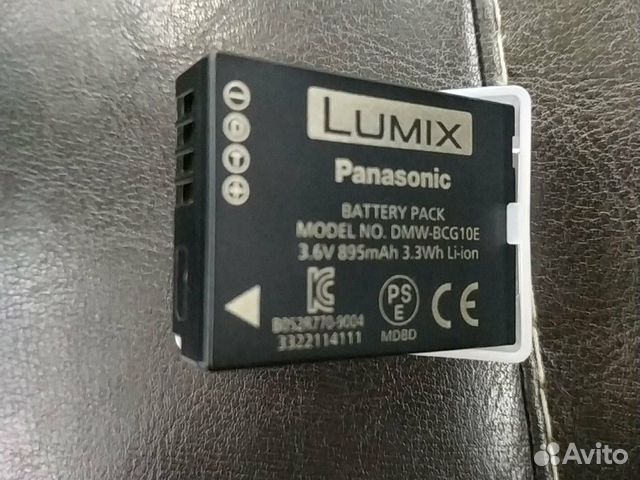 LUMIX
Panasonic
BATTERY PACK
MODEL NO. DMW-BCG10E
3.6V 895mAh 3.3Wh Li-ion
D
T
PS
E
MDBD
CE
3322114111
Avito